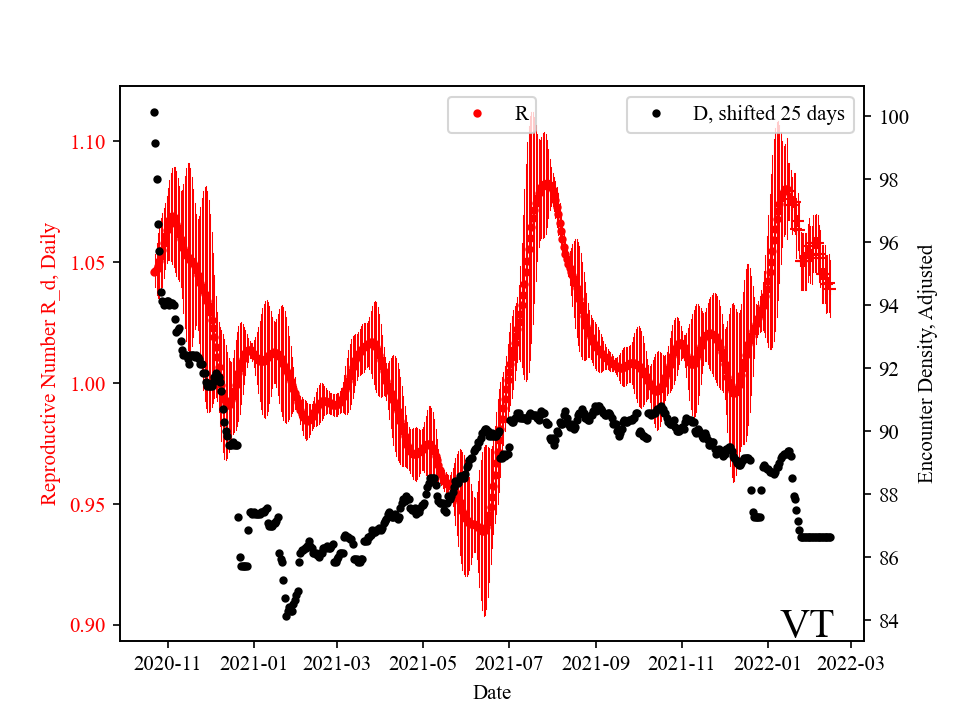 R
D, shifted 25 days
Reproductive Number R_d, Daily
1.10
1.05
1.00
0.95
0.90
100
98
96
94
92
90
88
86
84
Encounter Density, Adjusted
VT
2020-11 2021-01 2021-03 2021-05 2021-07 2021-09 2021-11 2022-01 2022-03
Date